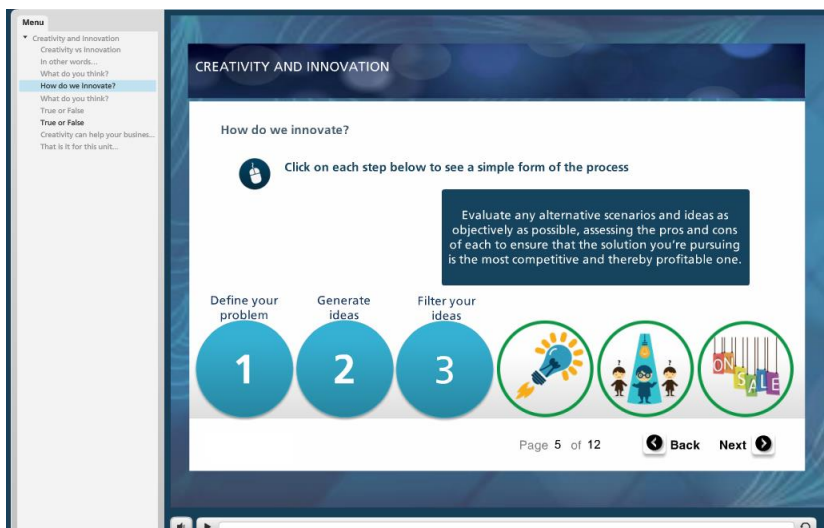 Menu
Creativity and Innovation
Creativity vs Innovation
In other words...
What do you think?
How do we innovate?
What do you think?
True or False
True or False
Creativity can help your busines...
That is it for this unit...
CREATIVITY AND INNOVATION
How do we innovate?
Click on each step below to see a simple form of the process
Evaluate any alternative scenarios and ideas as
objectively as possible, assessing the pros and cons
of each to ensure that the solution you're pursuing
is the most competitive and thereby profitable one.
Define your
problem
Generate
ideas
Filter your
ideas
1
2
3
ON
SALE
Page 5 of 12
Back
Next